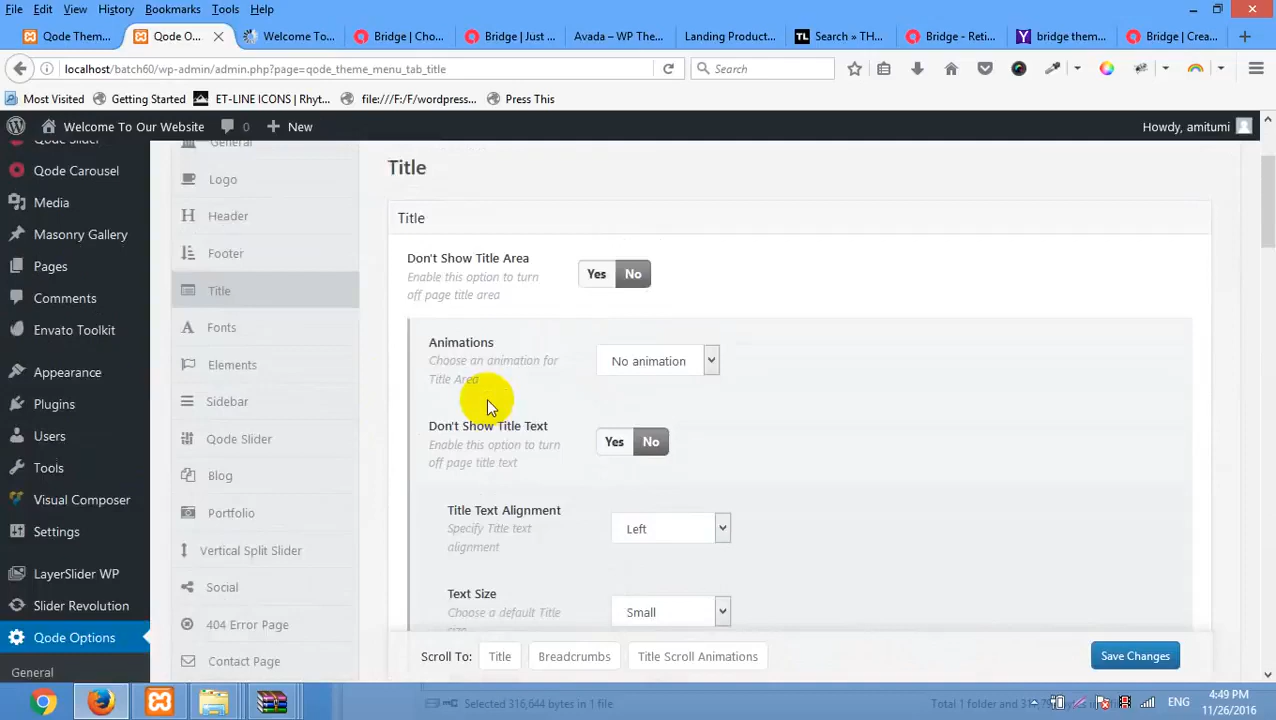 File Edit View History Bookmarks Tools Help
Qode Them... Qode O... Welcome To... Bridge | Cho... Bridge | Just ... Avada – WP The... Landing Product... TL Search » TH... Bridge - Reti... bridge them... Bridge | Crea...
localhost/batch60/wp-admin/admin.php?page=qode_theme_menu_tab_title Search
Most Visited Getting Started ET-LINE ICONS | Rhyt... file:///F:/F/wordpress... Press This
Welcome To Our Website 0 New Howdy, amitumi
Qode Slider
Qode Carousel
Media
Masonry Gallery
Pages
Comments
Envato Toolkit
Appearance
Plugins
Users
Tools
Visual Composer
Settings
LayerSlider WP
Slider Revolution
Qode Options
General
General
Logo
Header
Footer
Title
Fonts
Elements
Sidebar
Qode Slider
Blog
Portfolio
Vertical Split Slider
Social
404 Error Page
Contact Page
Title
Title
Don't Show Title Area
Enable this option to turn
off page title area
Yes No
Animations
Choose an animation for
Title Area
No animation
Don't Show Title Text
Enable this option to turn
off page title text
Yes No
Title Text Alignment
Specify Title text
alignment
Left
Text Size
Choose a default Title
Small
Scroll To: Title Breadcrumbs Title Scroll Animations Save Changes
Selected 316,644 bytes in 1 file
ENG
4:49 PM
11/26/2016